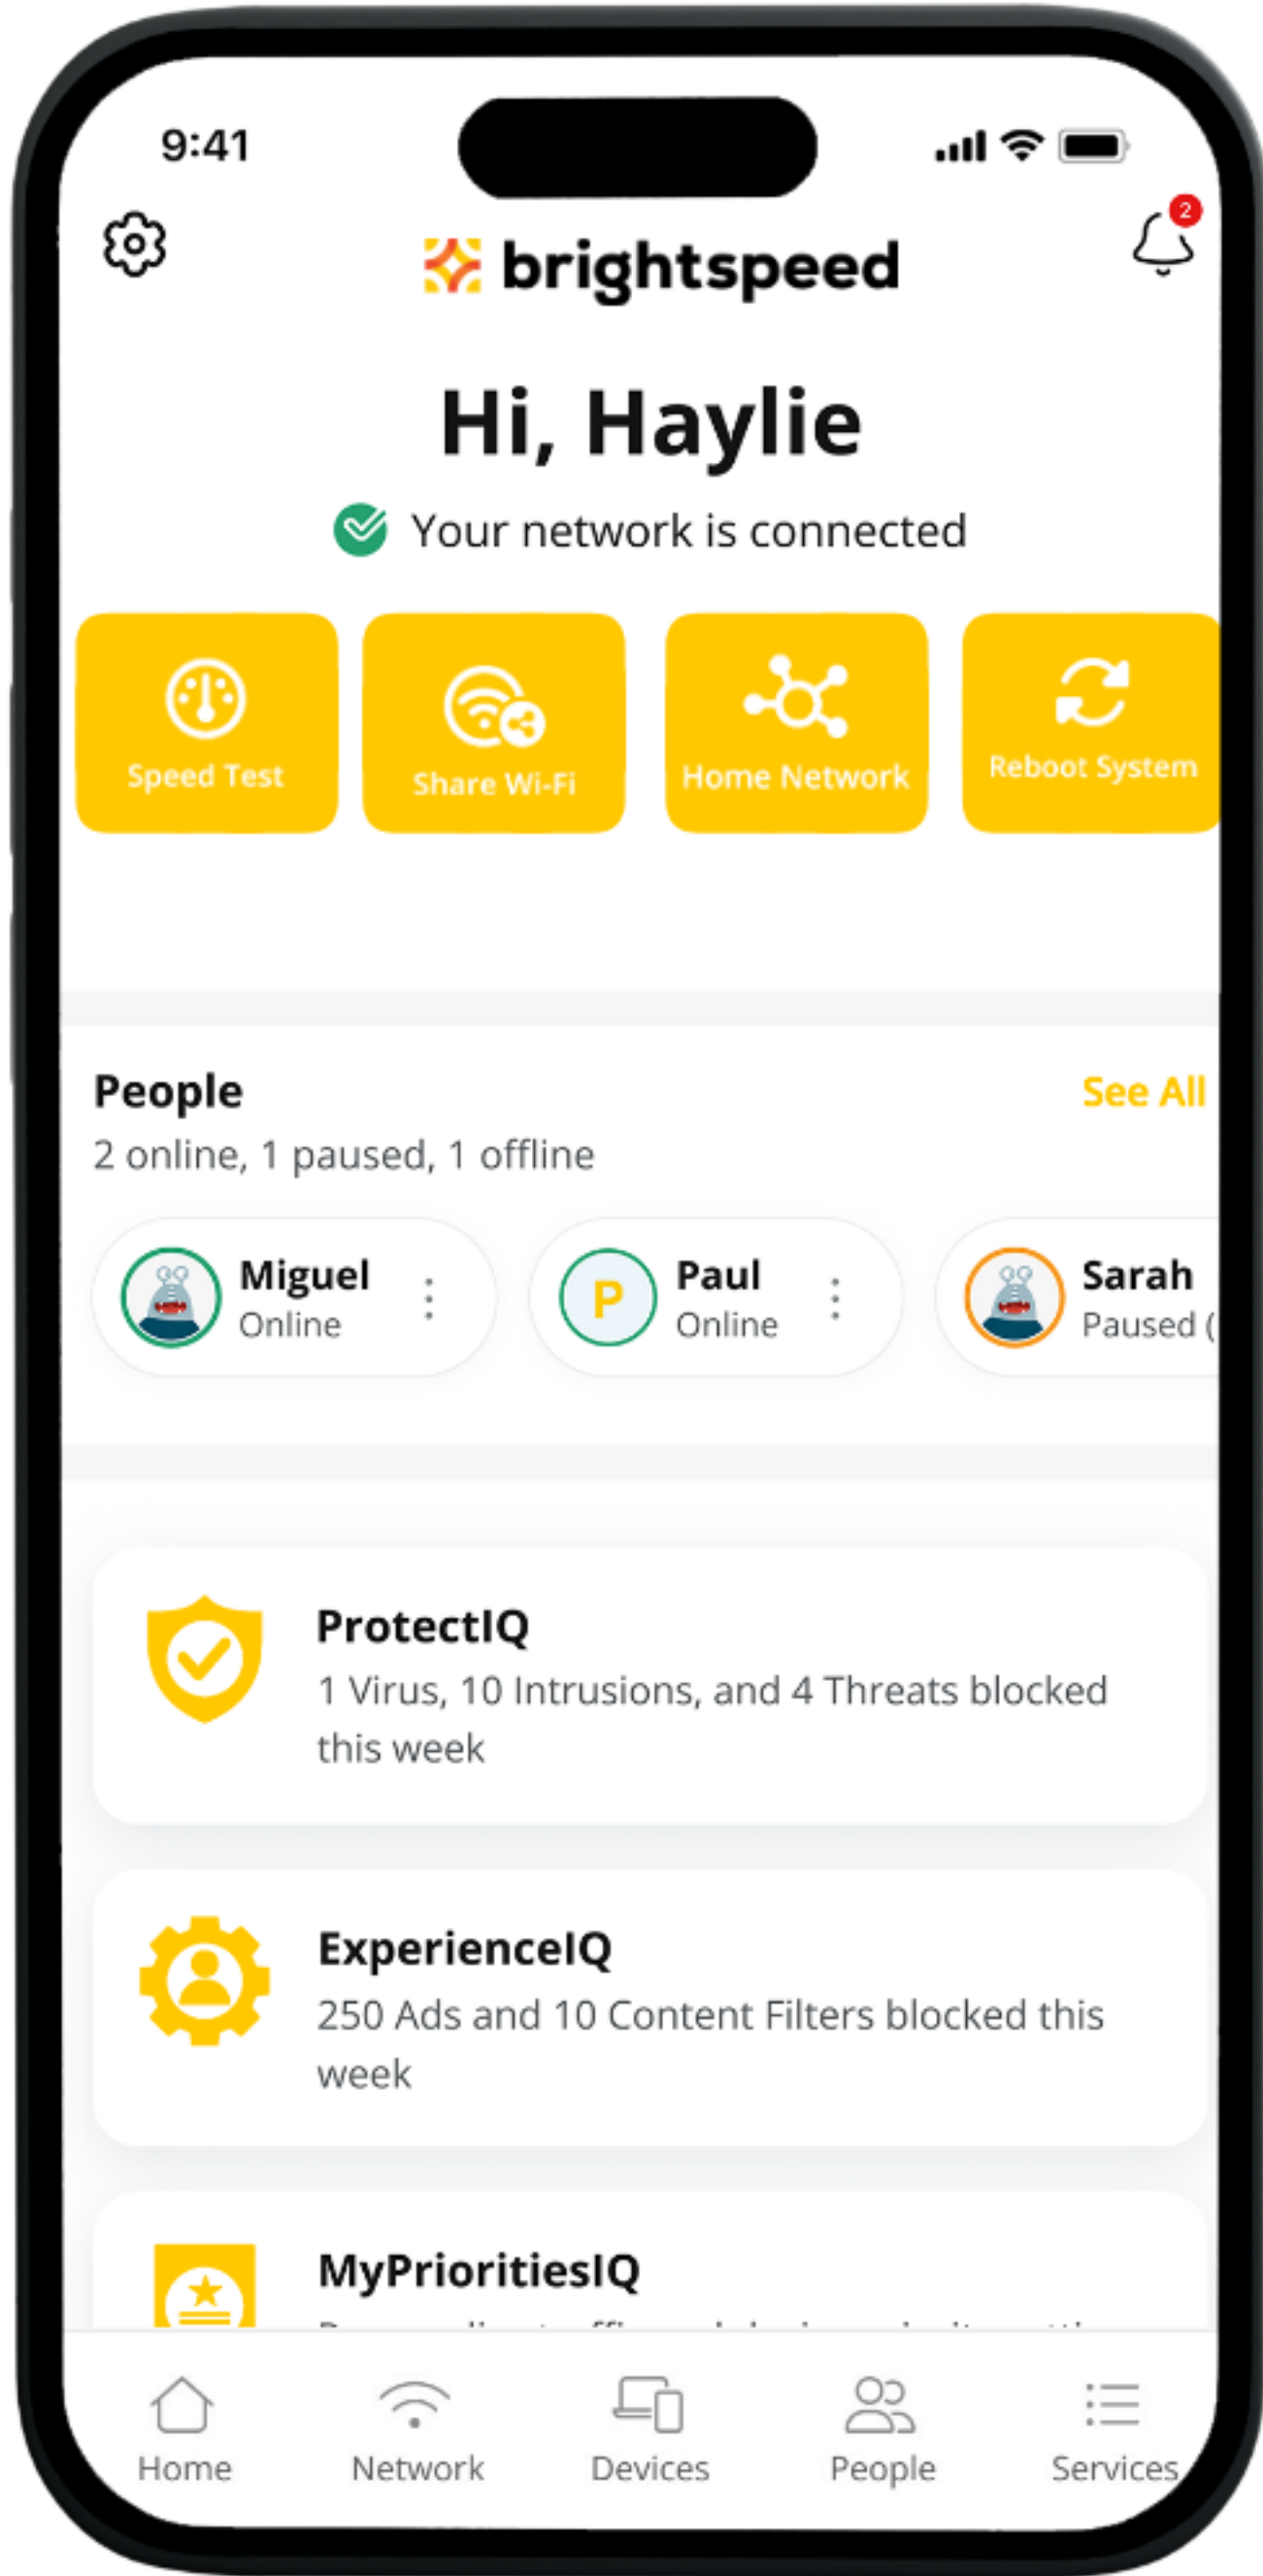 9:41
2
brightspeed
Hi, Haylie
Your network is connected
Speed Test
Share Wi-Fi
Home Network
Reboot System
People
See All
2 online, 1 paused, 1 offline
Miguel
Online
P
Paul
Online
Sarah
Paused (
ProtectIQ
1 Virus, 10 Intrusions, and 4 Threats blocked
this week
ExperienceIQ
250 Ads and 10 Content Filters blocked this
week
MyPrioritiesIQ
Home
Network
Devices
People
Services